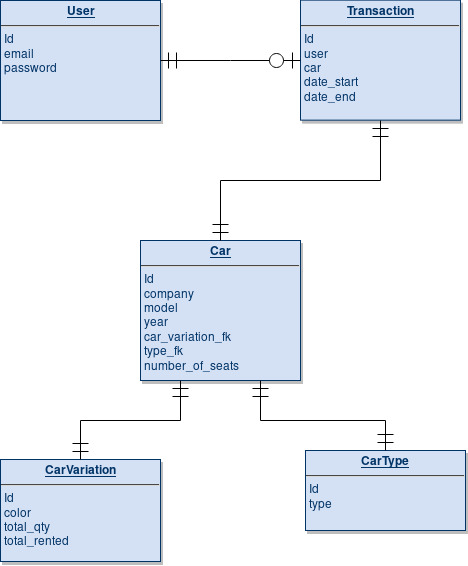 User
Id
email
password
Transaction
Id
user
car
date_start
date_end
Car
Id
company
model
year
car_variation_fk
type_fk
number_of_seats
CarVariation
Id
color
total_qty
total_rented
CarType
Id
type